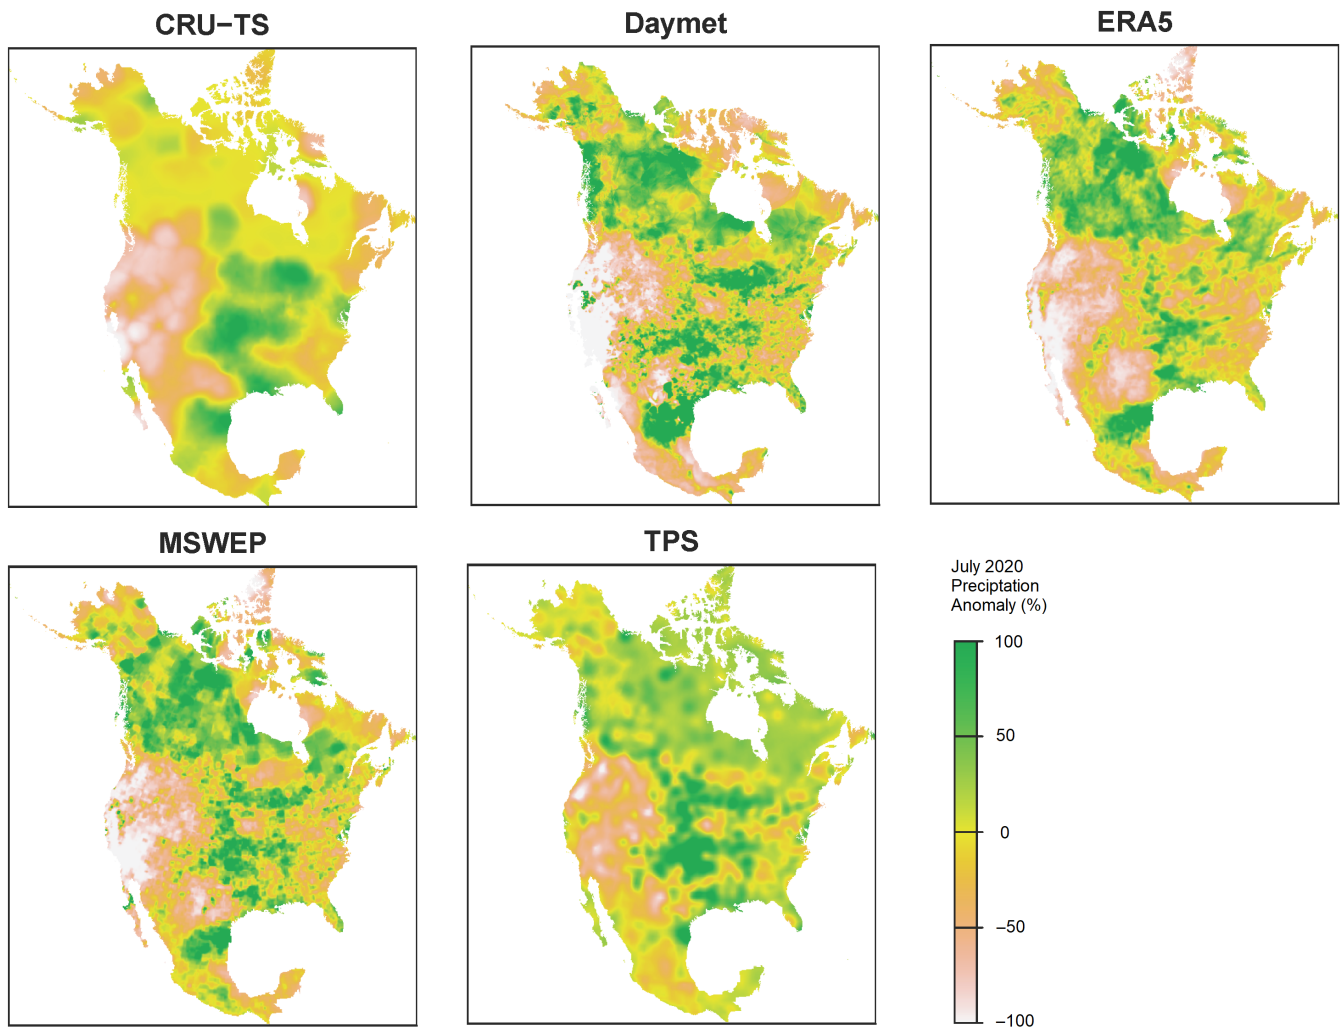 CRU−TS
Daymet
ERA5
MSWEP
TPS
July 2020
Preciptation
Anomaly (%)
100
50
0
−50
−100